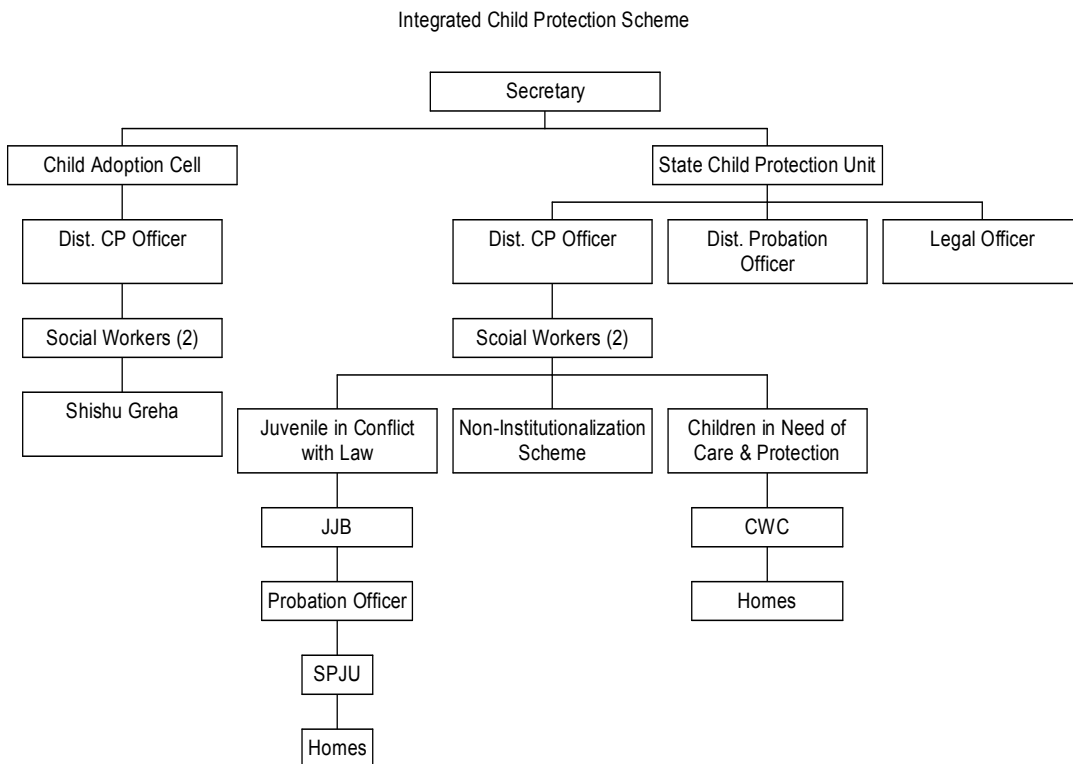 Integrated Child Protection Scheme
Secretary
Child Adoption Cell
State Child Protection Unit
Dist. CP Officer
Dist. CP Officer
Dist. Probation
Officer
Legal Officer
Social Workers (2)
Scoial Workers (2)
Shishu Greha
Juvenile in Conflict
with Law
Non-Institutionalization
Scheme
Children in Need of
Care & Protection
JJB
CWC
Probation Officer
Homes
SPJU
Homes